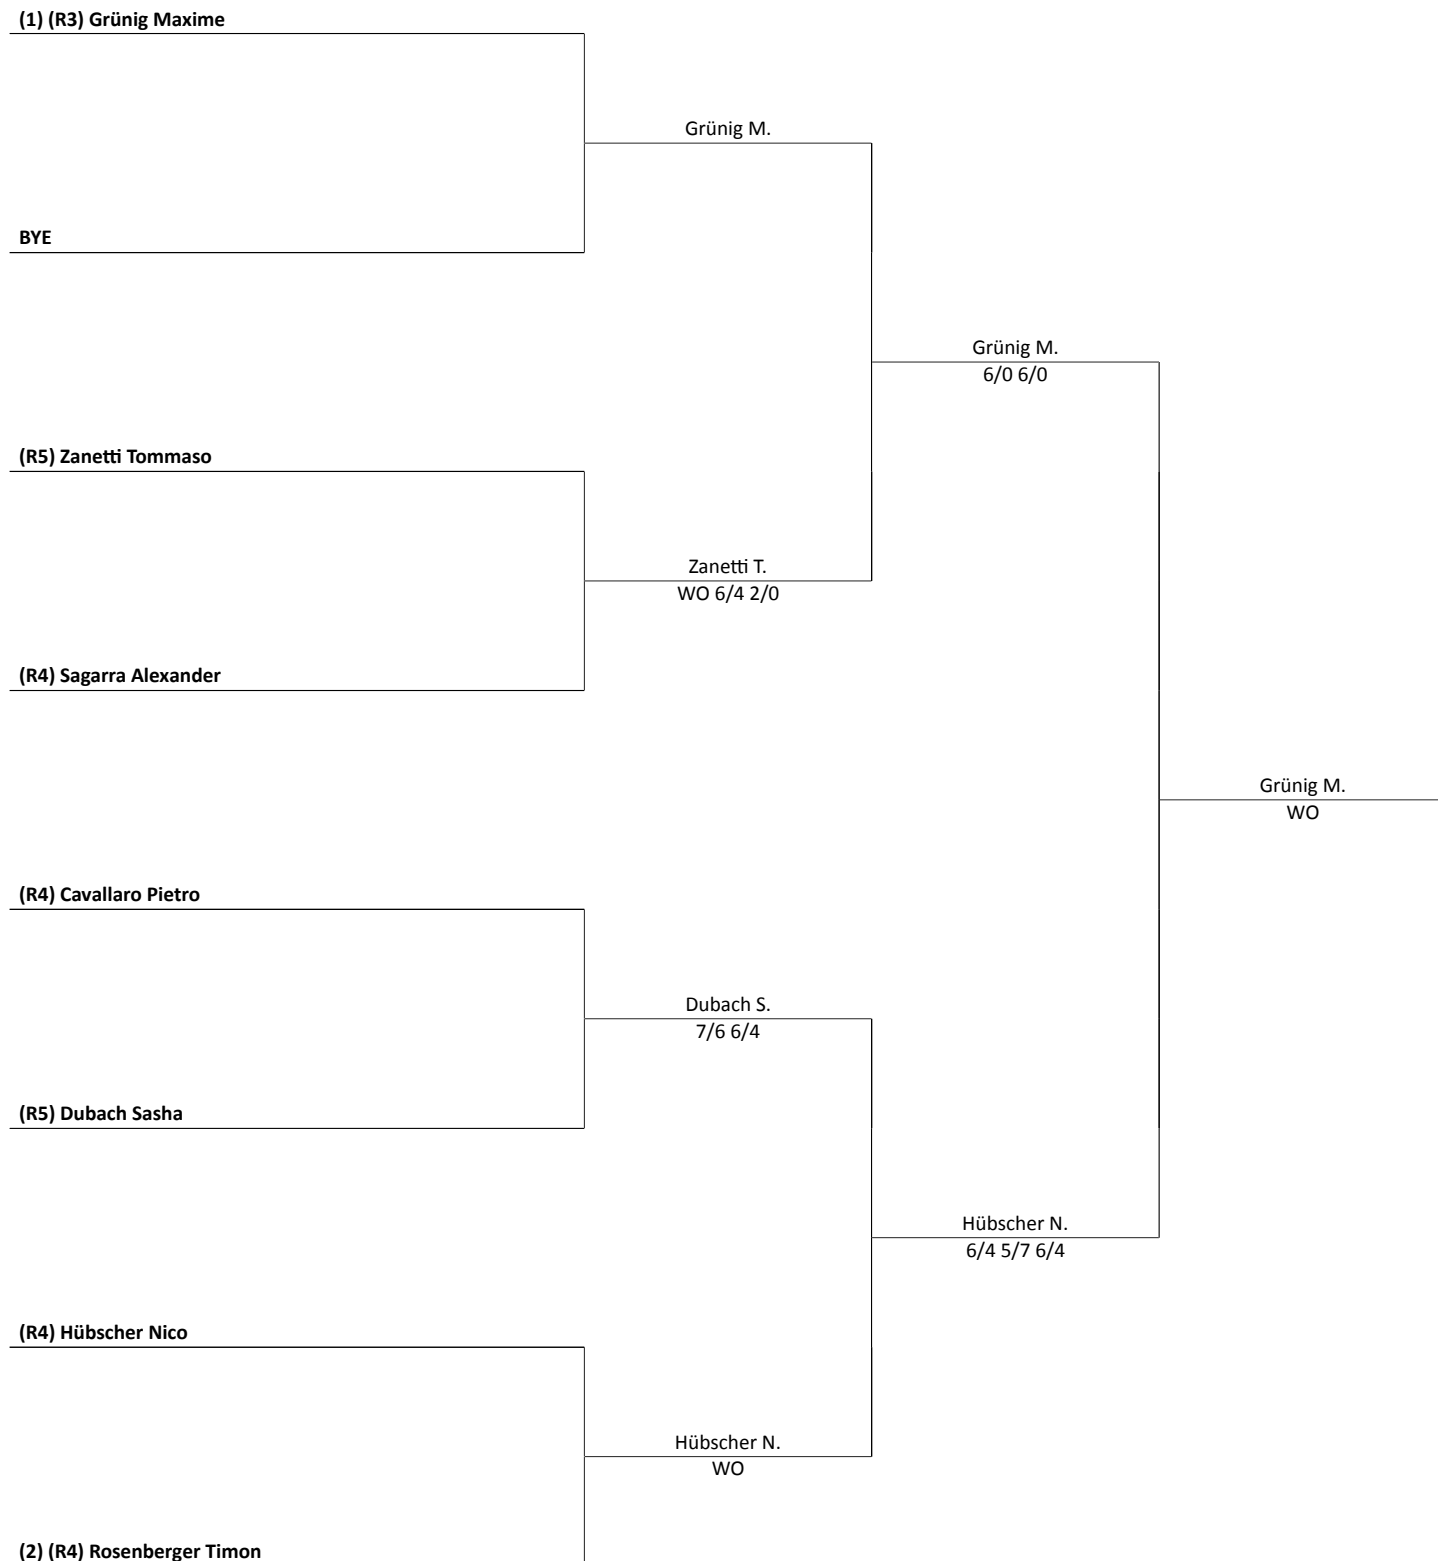 (1) (R3) Grünig Maxime
Grünig M.
BYE
Grünig M.
6/0 6/0
(R5) Zanetti Tommaso
Zanetti T.
WO 6/4 2/0
(R4) Sagarra Alexander
Grünig M.
WO
(R4) Cavallaro Pietro
Dubach S.
7/6 6/4
(R5) Dubach Sasha
Hübscher N.
6/4 5/7 6/4
(R4) Hübscher Nico
Hübscher N.
WO
(2) (R4) Rosenberger Timon